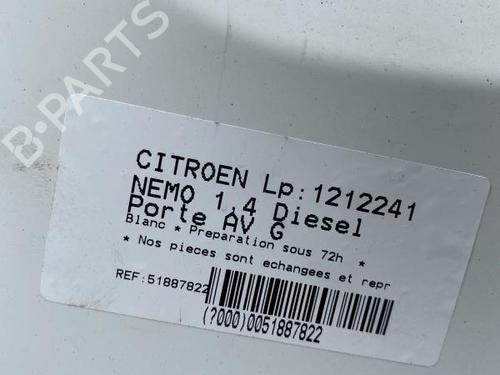 B-PARTS
CITROEN Lp:1212241
NEMO 1.4 Diesel
Porte AV G
Blanc * Preparation sous 72h *
* Nos pieces sont echangees et repr
REF:51887822
(?000)0051887822